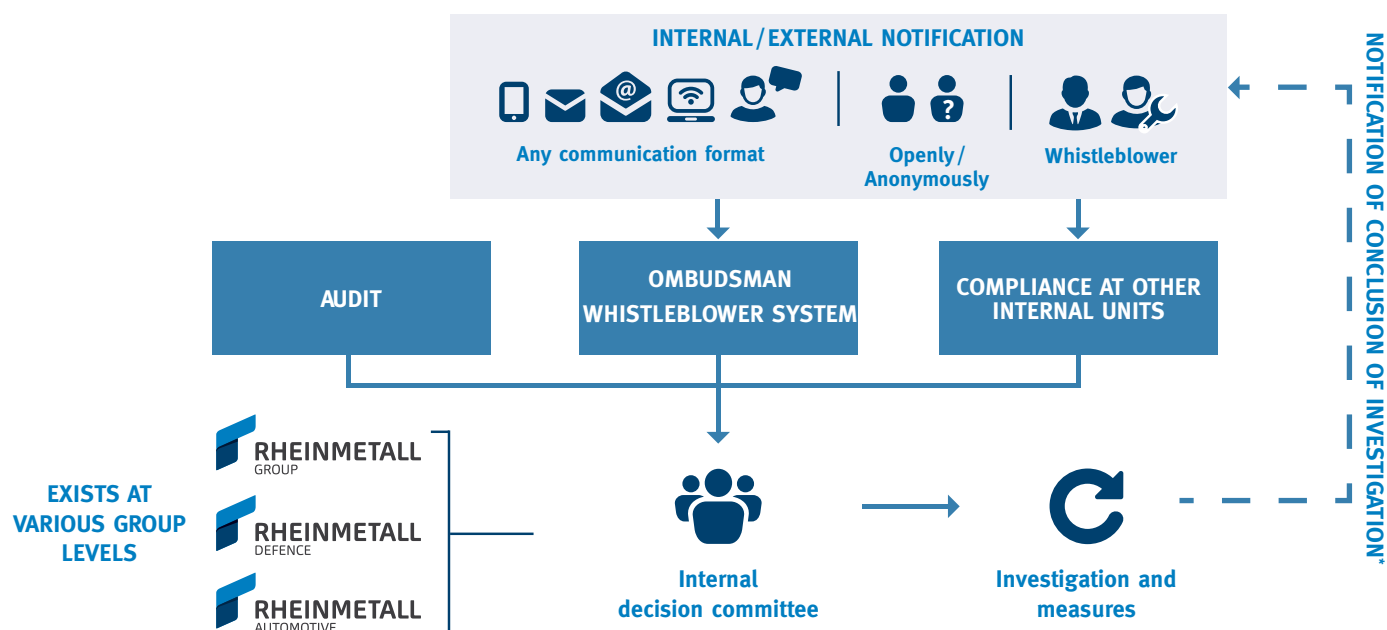 INTERNAL/EXTERNAL NOTIFICATION
@
?
Any communication format
Openly/
Anonymously
Whistleblower
NOTIFICATION OF CONCLUSION OF INVESTIGATION*
AUDIT
OMBUDSMAN
WHISTLEBLOWER SYSTEM
COMPLIANCE AT OTHER
INTERNAL UNITS
EXISTS AT
VARIOUS GROUP
LEVELS
RHEINMETALL
GROUP
RHEINMETALL
DEFENCE
RHEINMETALL
AUTOMOTIVE
Internal
decision committee
Investigation and
measures